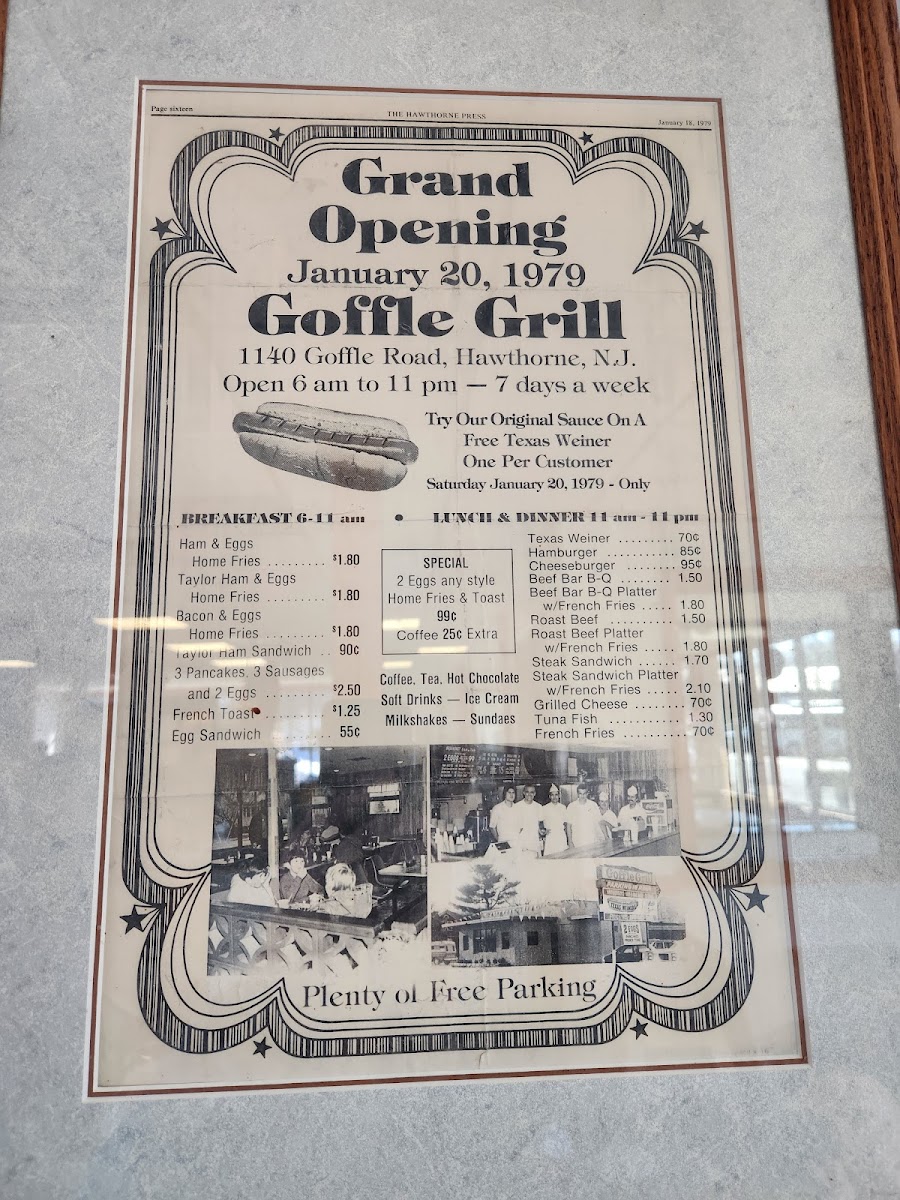 Page sixteen
THE HAWTHORNE PRESS
January 18, 1979
Grand
Opening
January 20, 1979
Goffle Grill
1140 Goffle Road, Hawthorne, N.J.
Open 6 am to 11 pm — 7 days a week
Try Our Original Sauce On A
Free Texas Weiner
One Per Customer
Saturday January 20, 1979 - Only
BREAKFAST 6-11 am • LUNCH & DINNER 11 am - 11 pm
Ham & Eggs
Home Fries ......... $1.80
Taylor Ham & Eggs
Home Fries ......... $1.80
Bacon & Eggs
Home Fries ......... $1.80
Taylor Ham Sandwich .. 90¢
3 Pancakes, 3 Sausages
and 2 Eggs ......... $2.50
French Toast ......... $1.25
Egg Sandwich ......... 55¢
SPECIAL
2 Eggs any style
Home Fries & Toast
99¢
Coffee 25¢ Extra
Coffee, Tea, Hot Chocolate
Soft Drinks — Ice Cream
Milkshakes — Sundaes
Texas Weiner ......... 70¢
Hamburger ........... 85¢
Cheeseburger ........ 95¢
Beef Bar B-Q ........ 1.50
Beef Bar B-Q Platter
w/French Fries ..... 1.80
Roast Beef .......... 1.50
Roast Beef Platter
w/French Fries ..... 1.80
Steak Sandwich ...... 1.70
Steak Sandwich Platter
w/French Fries ..... 2.10
Grilled Cheese ........ 70¢
Tuna Fish ........... 1.30
French Fries .......... 70¢
Goffle Grill
PARKING IN
TEXAS WEINER
2 EGGS
Plenty of Free Parking